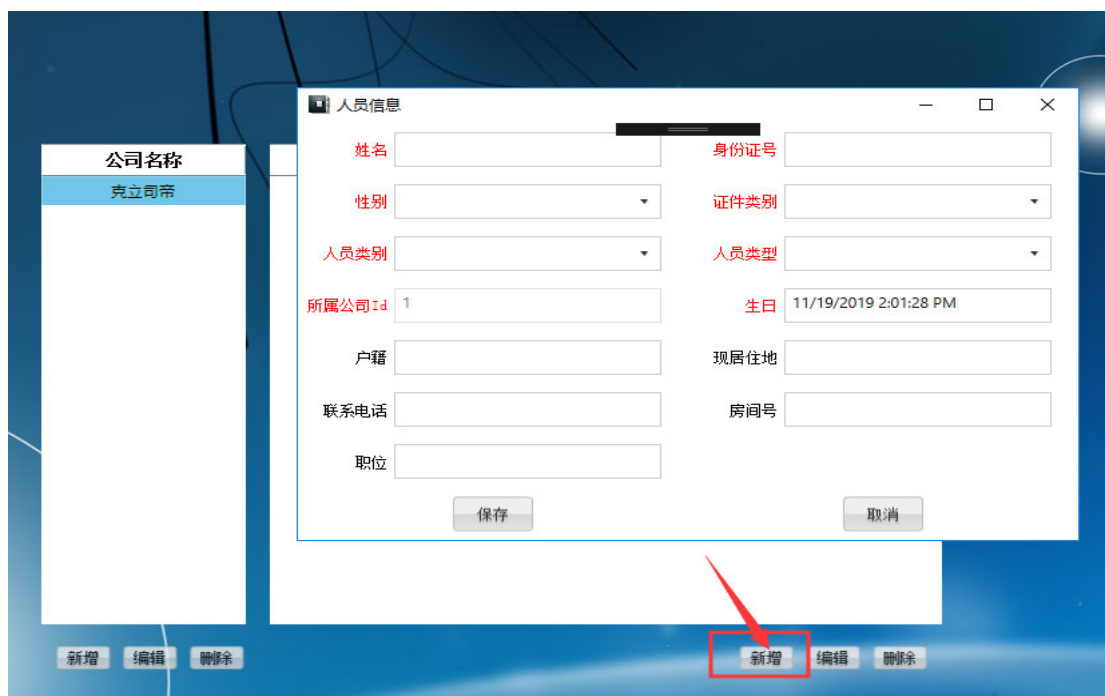 人员信息
公司名称
克立司帝
姓名
身份证号
性别
证件类别
人员类别
人员类型
所属公司Id 1
生日 11/19/2019 2:01:28 PM
户籍
现居住地
联系电话
房间号
职位
保存 取消
新增 编辑 删除 新增 编辑 删除